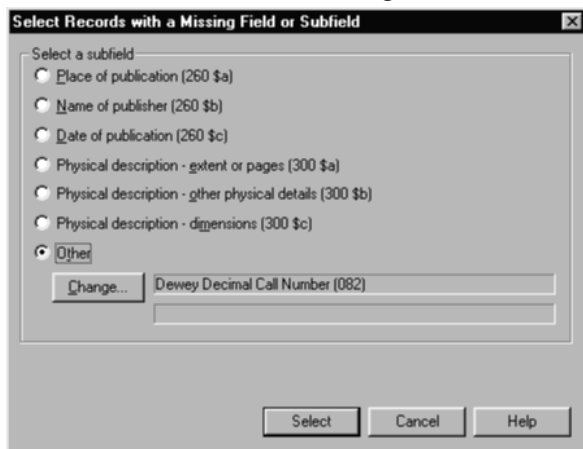 Select Records with a Missing Field or Subfield
Select a subfield
Place of publication (260 $a)
Name of publisher (260 $b)
Date of publication (260 $c)
Physical description - extent or pages (300 $a)
Physical description - other physical details (300 $b)
Physical description - dimensions (300 $c)
Other
Change... Dewey Decimal Call Number (082)
Select Cancel Help